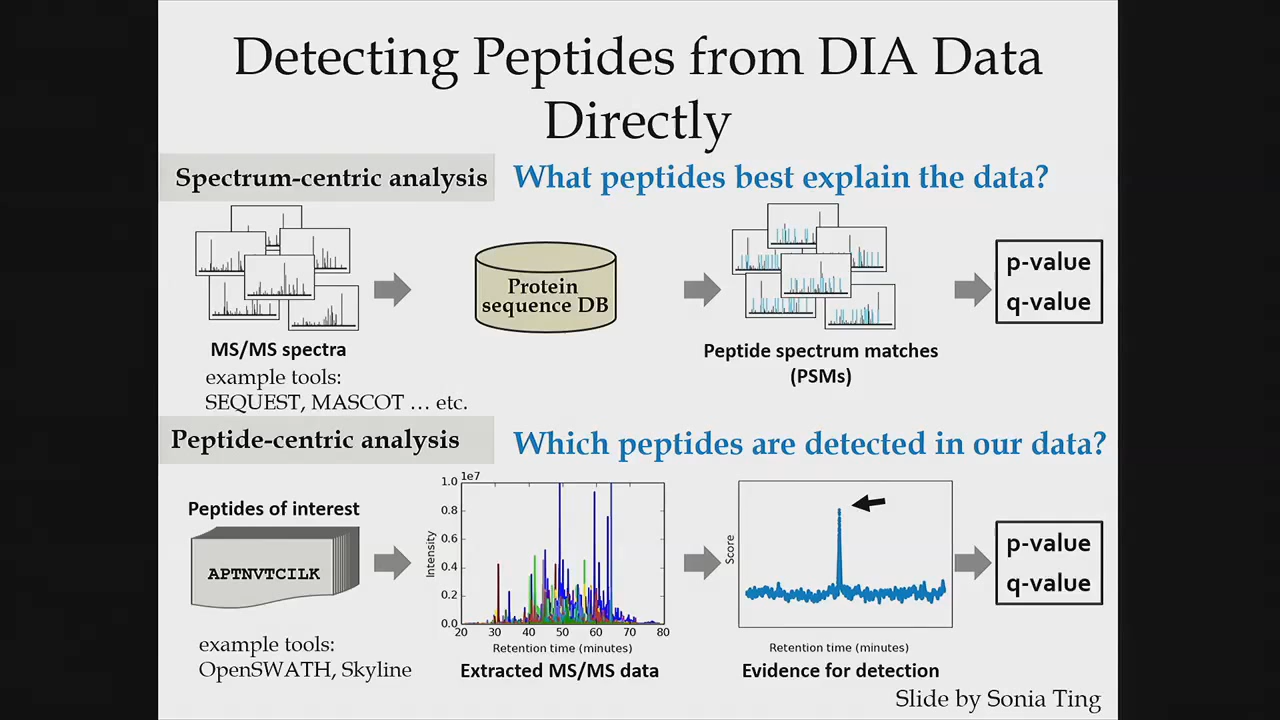 Detecting Peptides from DIA Data
Directly
Spectrum-centric analysis
What peptides best explain the data?
Protein
sequence DB
p-value
q-value
MS/MS spectra
Peptide spectrum matches
(PSMs)
example tools:
SEQUEST, MASCOT … etc.
Peptide-centric analysis
Which peptides are detected in our data?
Peptides of interest
APTNVTCILK
1e7
1.0
0.8
0.6
0.4
0.2
0.0
Intensity
20 30 40 50 60 70 80
Retention time (minutes)
Extracted MS/MS data
Score
Retention time (minutes)
Evidence for detection
p-value
q-value
example tools:
OpenSWATH, Skyline
Slide by Sonia Ting